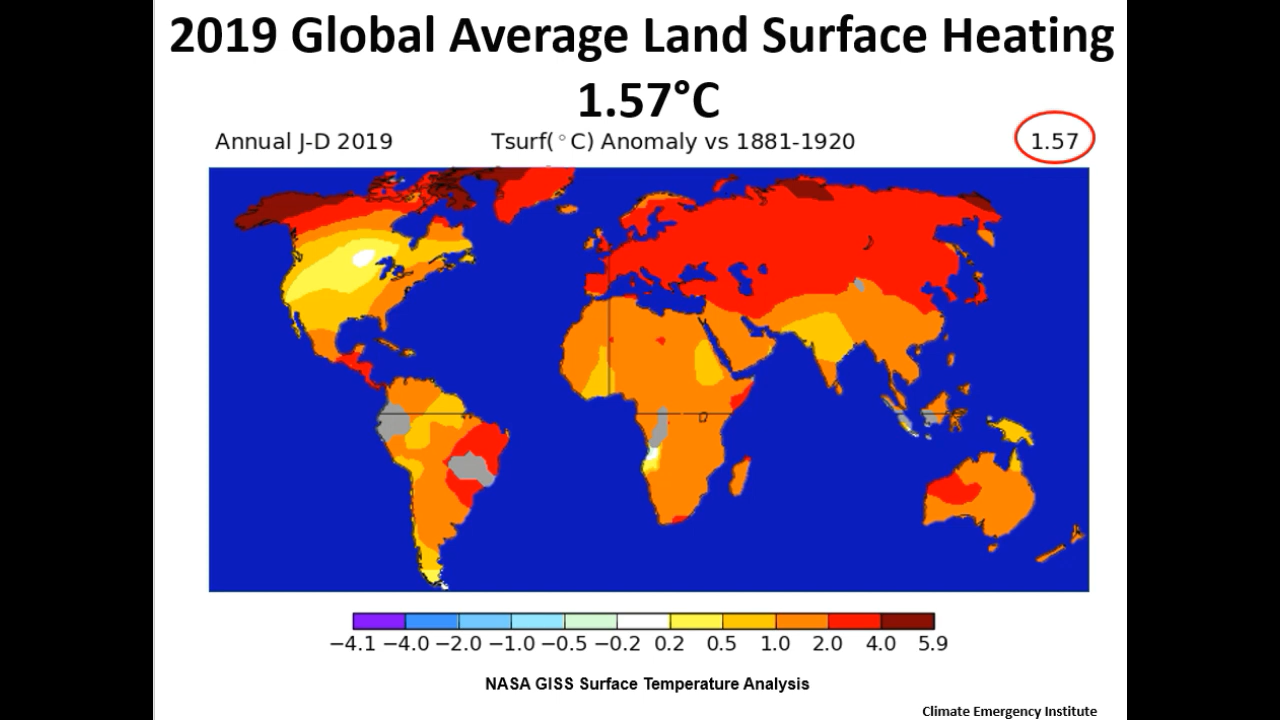 2019 Global Average Land Surface Heating
1.57°C
Annual J-D 2019 Tsurf(°C) Anomaly vs 1881-1920 1.57
−4.1 −4.0 −2.0 −1.0 −0.5 −0.2 0.2 0.5 1.0 2.0 4.0 5.9
NASA GISS Surface Temperature Analysis
Climate Emergency Institute